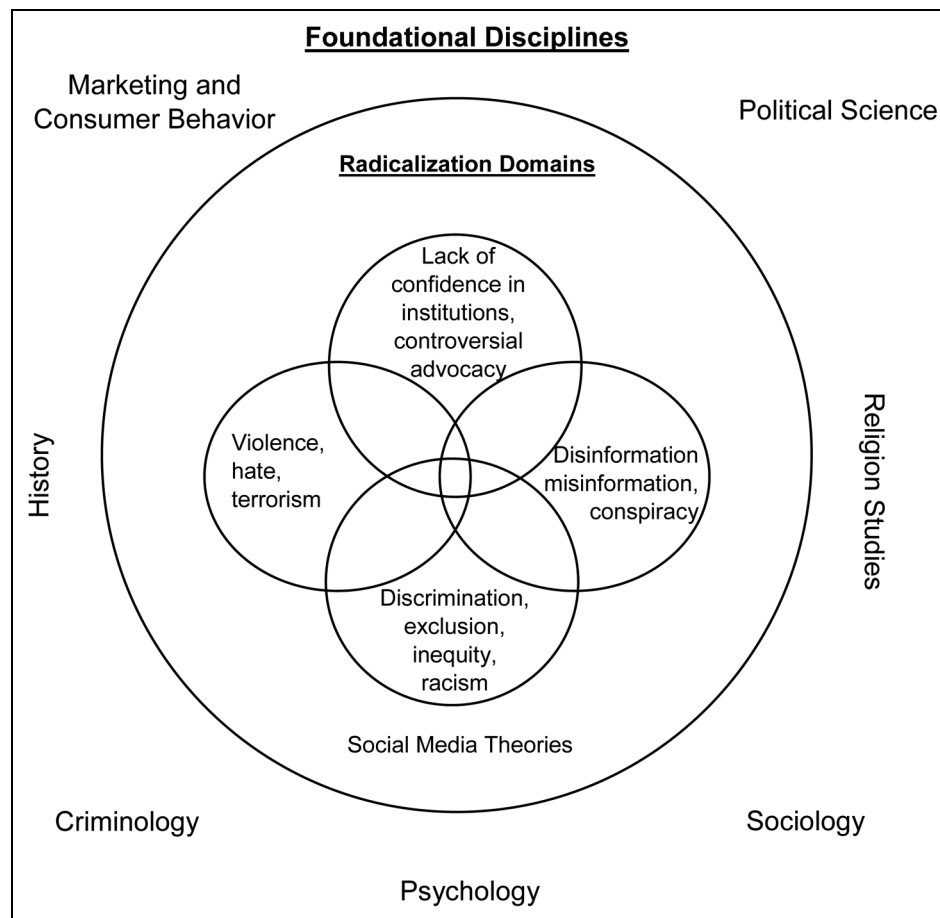 Foundational Disciplines
Marketing and
Consumer Behavior
Political Science
Radicalization Domains
Lack of
confidence in
institutions,
controversial
advocacy
Violence,
hate,
terrorism
Disinformation
misinformation,
conspiracy
History
Religion Studies
Discrimination,
exclusion,
inequity,
racism
Social Media Theories
Criminology
Sociology
Psychology